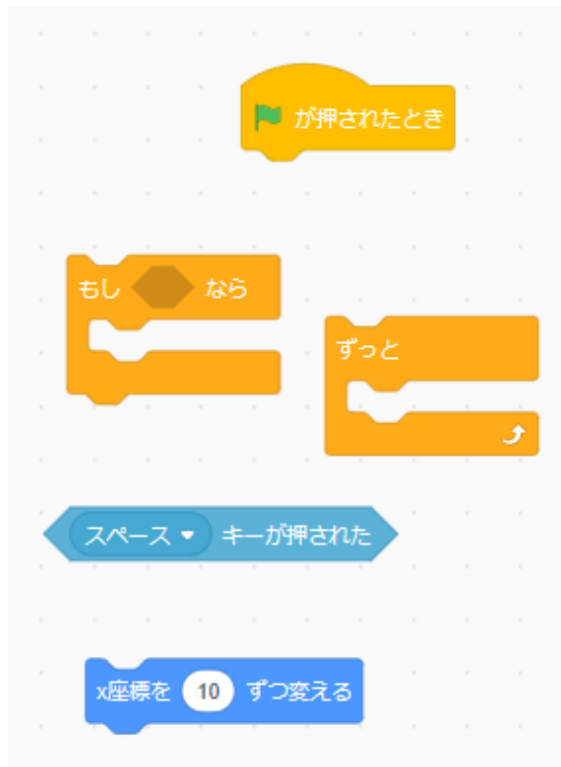 が押されたとき
もし なら
ずっと
スペース キーが押された
x座標を 10 ずつ変える